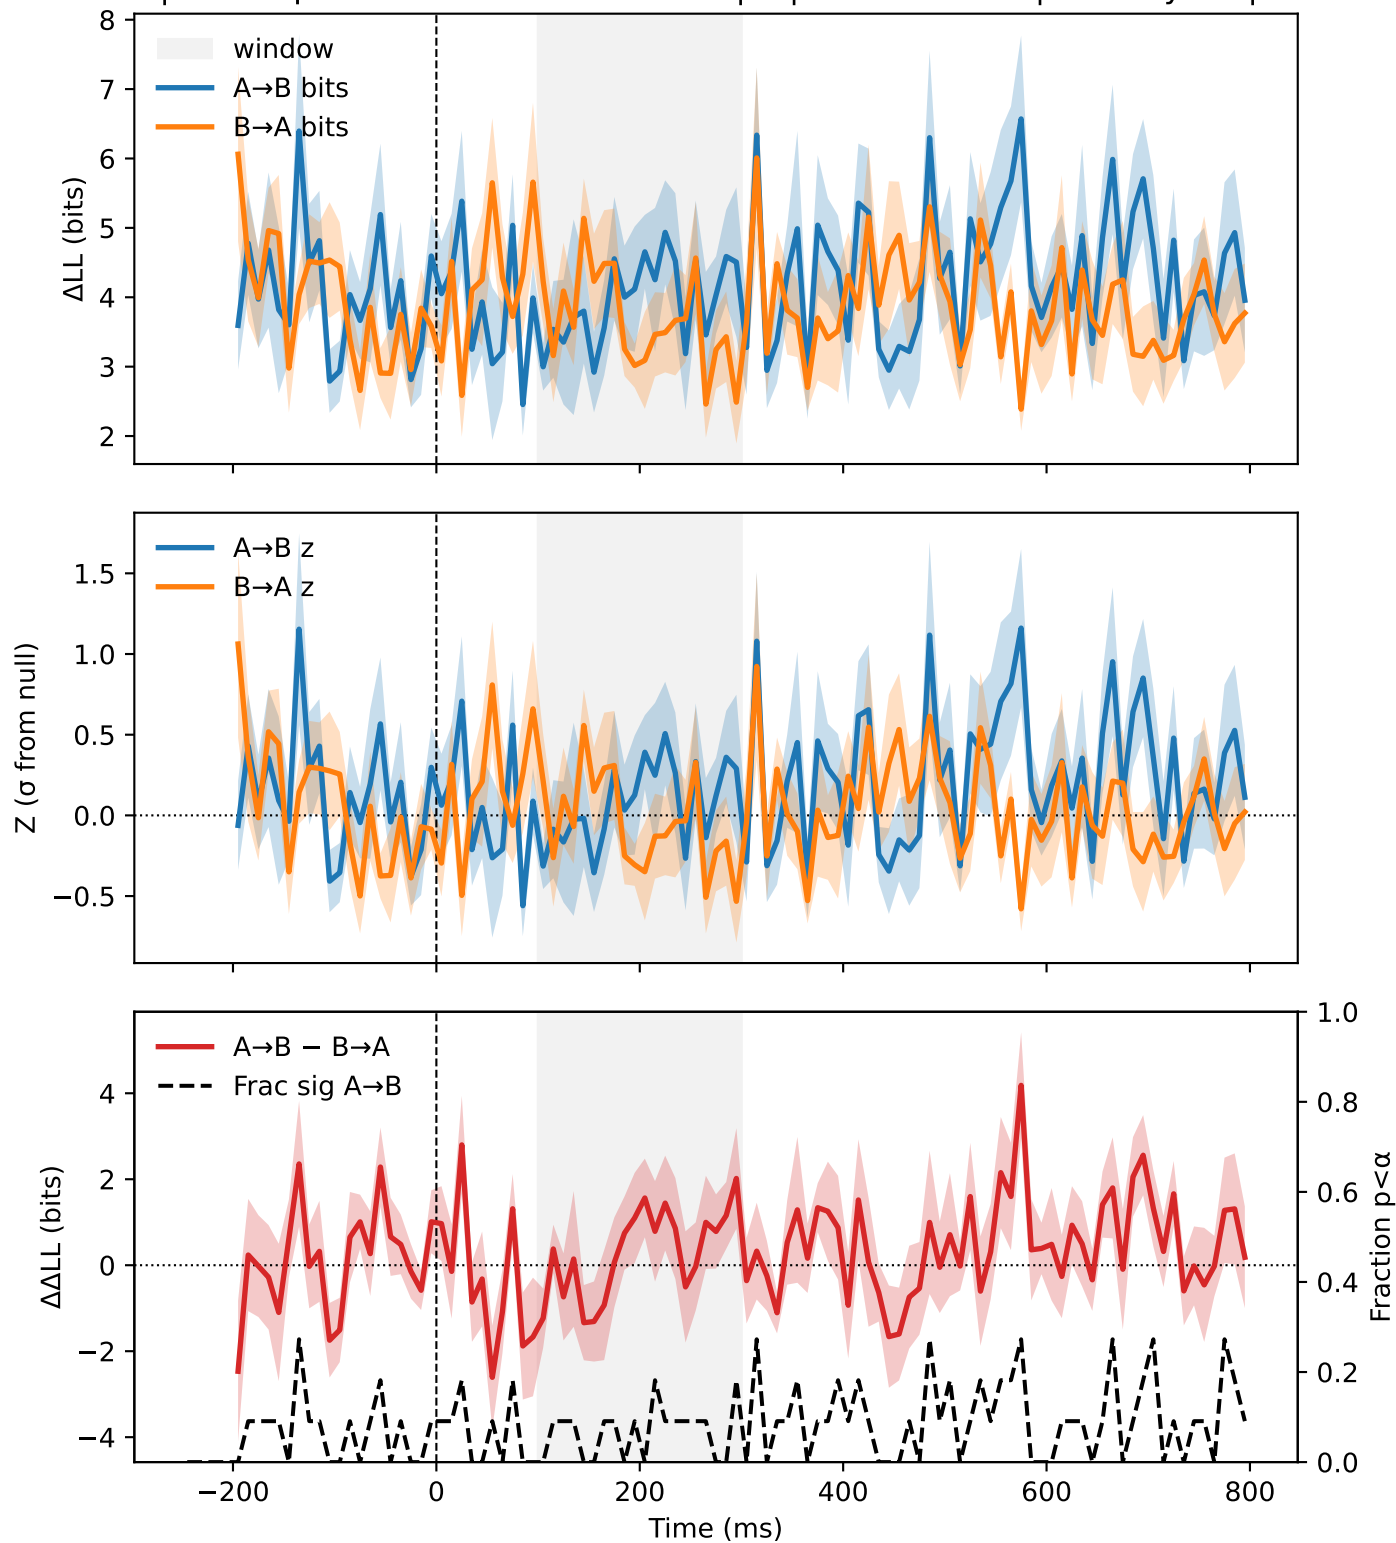 8
7
6
5
4
3
2
ΔLL (bits)
window
A→B bits
B→A bits
1.5
1.0
0.5
0.0
−0.5
Z (σ from null)
A→B z
B→A z
4
2
0
−2
−4
ΔΔLL (bits)
A→B − B→A
Frac sig A→B
1.0
0.8
0.6
0.4
0.2
0.0
Fraction p<α
−200 0 200 400 600 800
Time (ms)